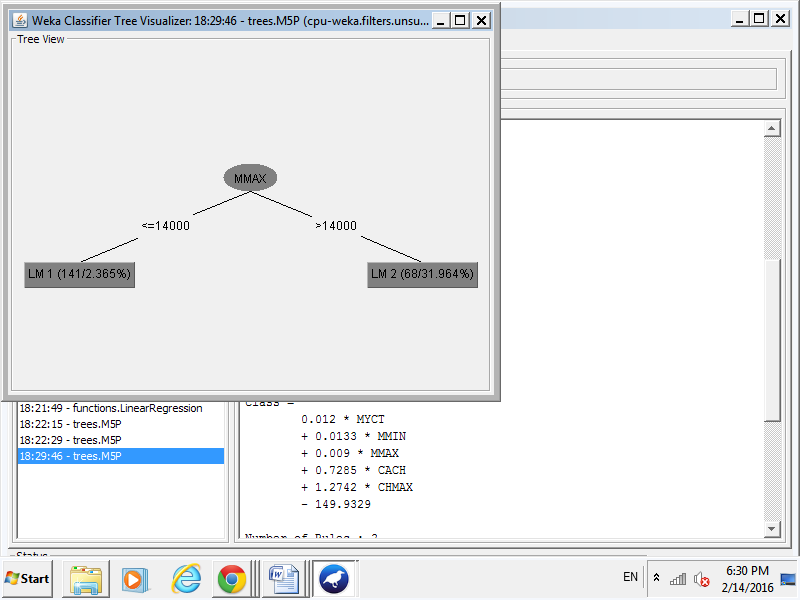 Weka Classifier Tree Visualizer: 18:29:46 - trees.M5P (cpu-weka.filters.unsu...
Tree View
MMAX
<=14000
>14000
LM 1 (141/2.365%)
LM 2 (68/31.964%)
18:21:49 - functions.LinearRegression
18:22:15 - trees.M5P
18:22:29 - trees.M5P
18:29:46 - trees.M5P
Class =
0.012 * MYCT
+ 0.0133 * MMIN
+ 0.009 * MMAX
+ 0.7285 * CACH
+ 1.2742 * CHMAX
- 149.9329
Number of Rules : 2
Status
Start
EN
6:30 PM
2/14/2016